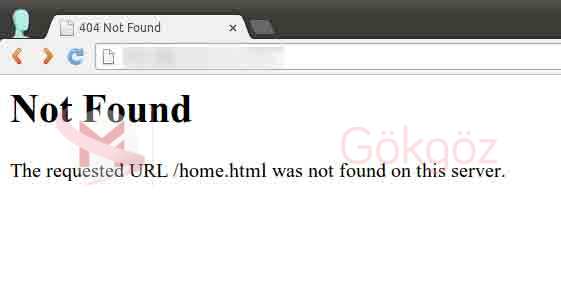 404 Not Found
Not Found
Gökgöz
The requested URL /home.html was not found on this server.